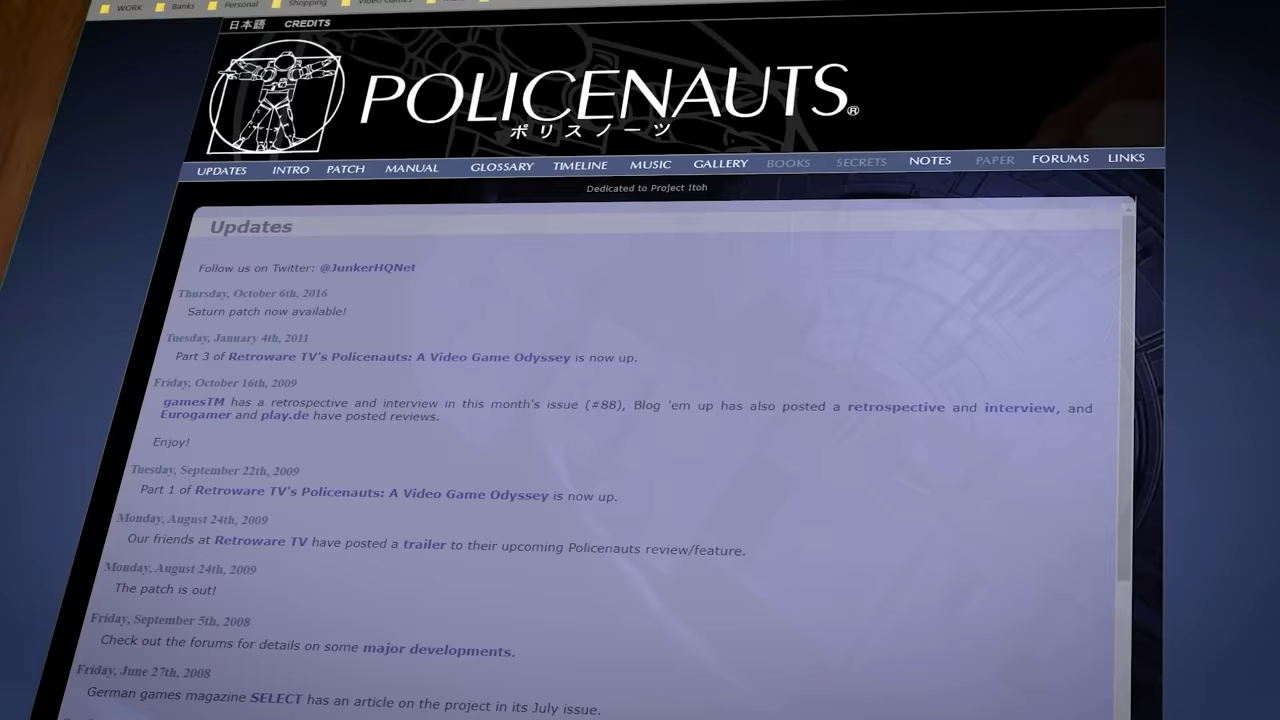 WORK Banks Personal Shopping Video Games
日本語 CREDITS
POLICENAUTS®
ポリスノーツ
UPDATES INTRO PATCH MANUAL GLOSSARY TIMELINE MUSIC GALLERY BOOKS SECRETS NOTES PAPER FORUMS LINKS
Dedicated to Project Itoh
Updates
Follow us on Twitter: @JunkerHQNet
Thursday, October 6th, 2016
Saturn patch now available!
Tuesday, January 4th, 2011
Part 3 of Retroware TV's Policenauts: A Video Game Odyssey is now up.
Friday, October 16th, 2009
gamesTM has a retrospective and interview in this month's issue (#88), Blog 'em up has also posted a retrospective and interview, and
Eurogamer and play.de have posted reviews.
Enjoy!
Tuesday, September 22th, 2009
Part 1 of Retroware TV's Policenauts: A Video Game Odyssey is now up.
Monday, August 24th, 2009
Our friends at Retroware TV have posted a trailer to their upcoming Policenauts review/feature.
Monday, August 24th, 2009
The patch is out!
Friday, September 5th, 2008
Check out the forums for details on some major developments.
Friday, June 27th, 2008
German games magazine SELECT has an article on the project in its July issue.